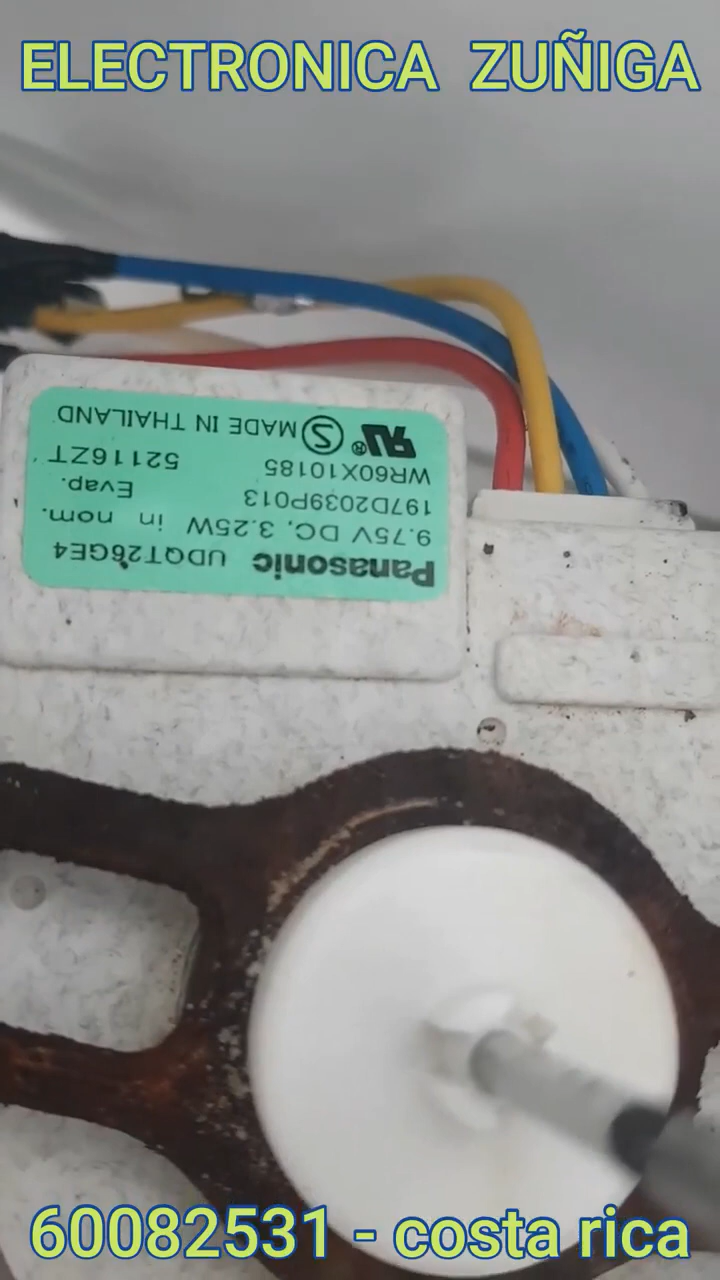 ELECTRONICA ZUÑIGA
Panasonic UDQT26GE4
9.75V DC, 3.25W in nom.
197D2039P013 Evap.
WR60X10185 52116ZT
UR ® S MADE IN THAILAND
60082531 - costa rica